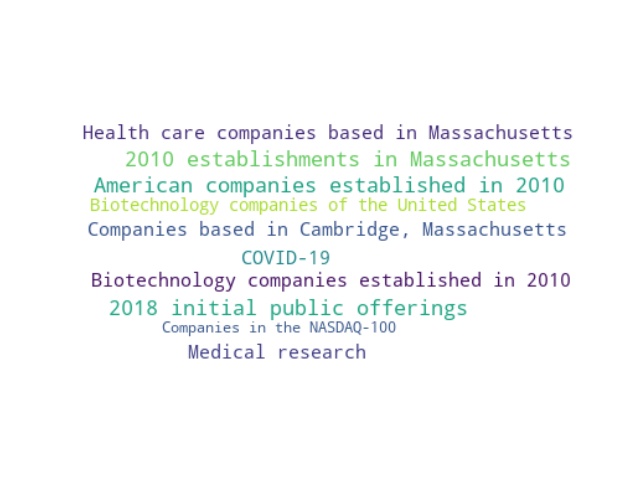 Health care companies based in Massachusetts
2010 establishments in Massachusetts
American companies established in 2010
Biotechnology companies of the United States
Companies based in Cambridge, Massachusetts
COVID-19
Biotechnology companies established in 2010
2018 initial public offerings
Companies in the NASDAQ-100
Medical research